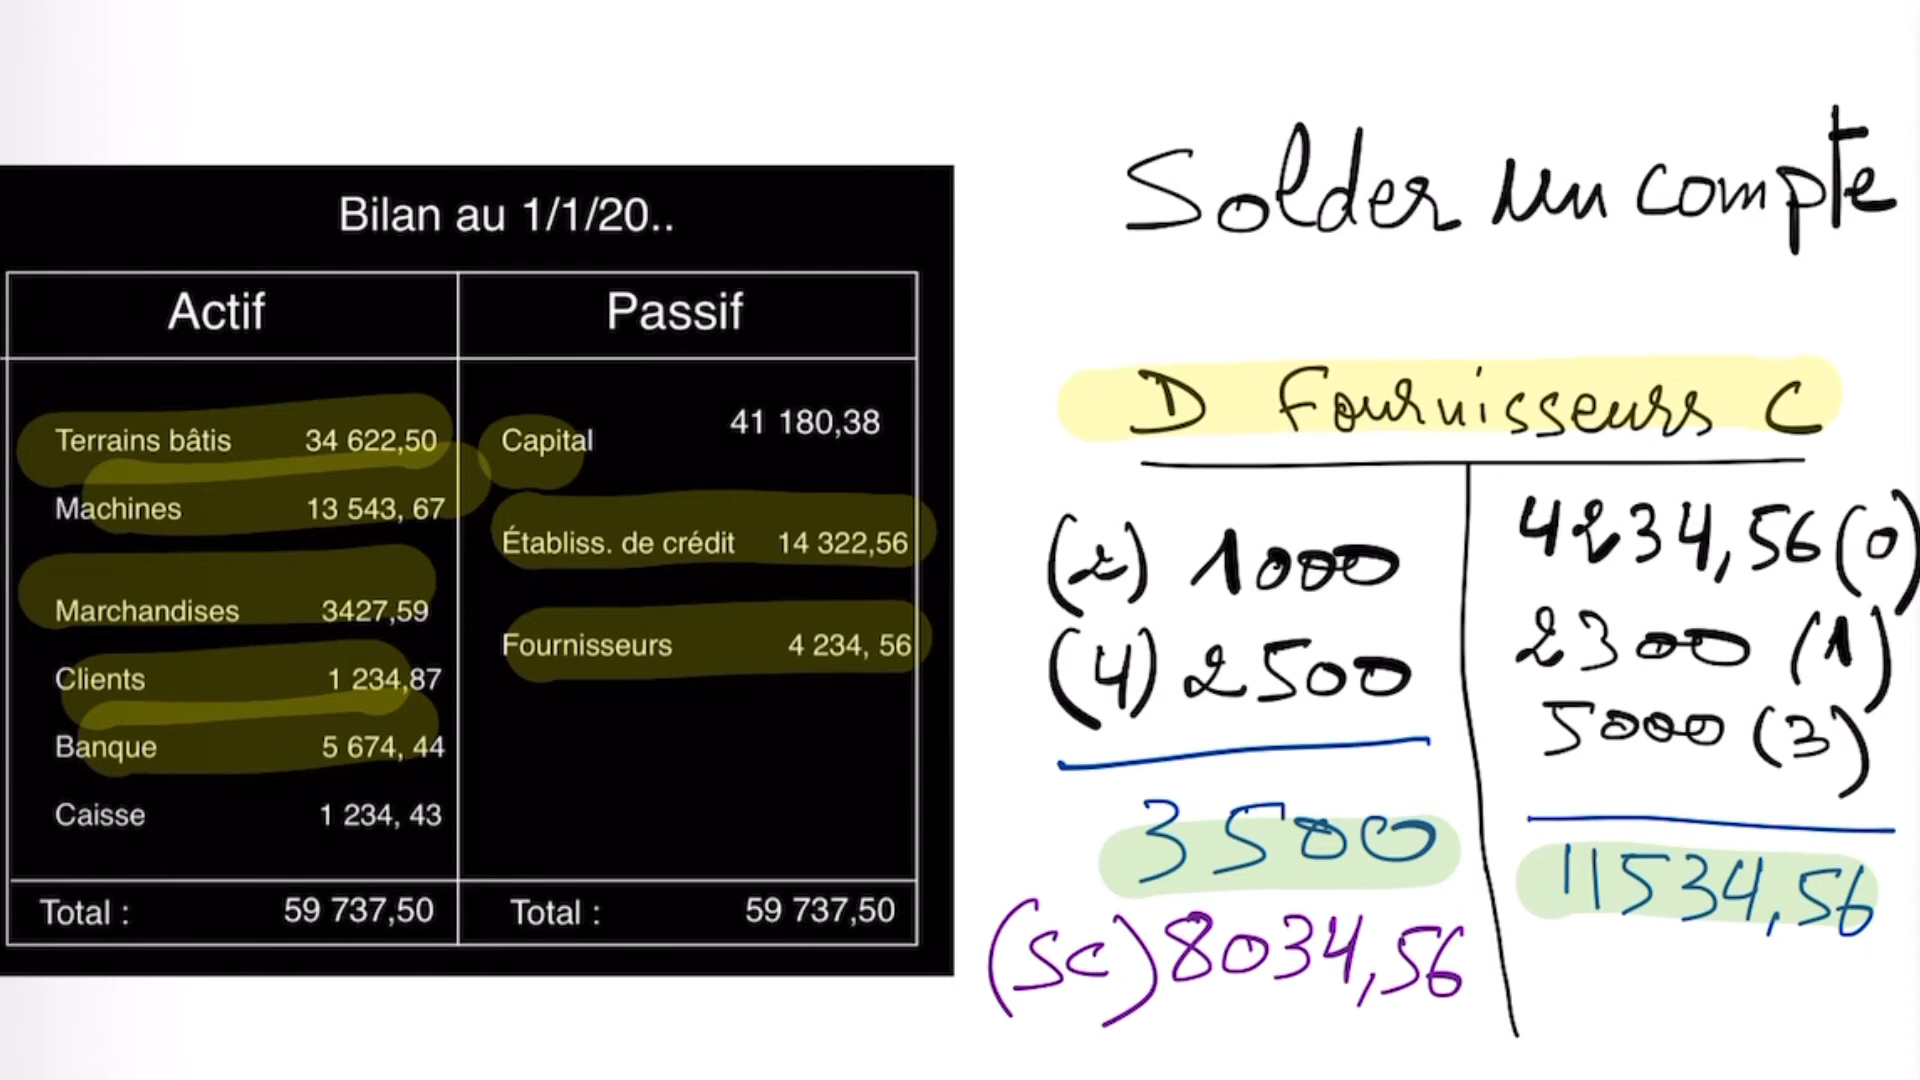 Bilan au 1/1/20..
Actif
Passif
Terrains bâtis 34 622,50
Machines 13 543, 67
Marchandises 3427,59
Clients 1 234,87
Banque 5 674, 44
Caisse 1 234, 43
Total : 59 737,50
Capital 41 180,38
Établiss. de crédit 14 322,56
Fournisseurs 4 234, 56
Total : 59 737,50
Solder un compte
D Fournisseurs C
(2) 1000
(4) 2500
3500
(SC) 8034,56
4234,56 (0)
2300 (1)
5000 (3)
11534,56